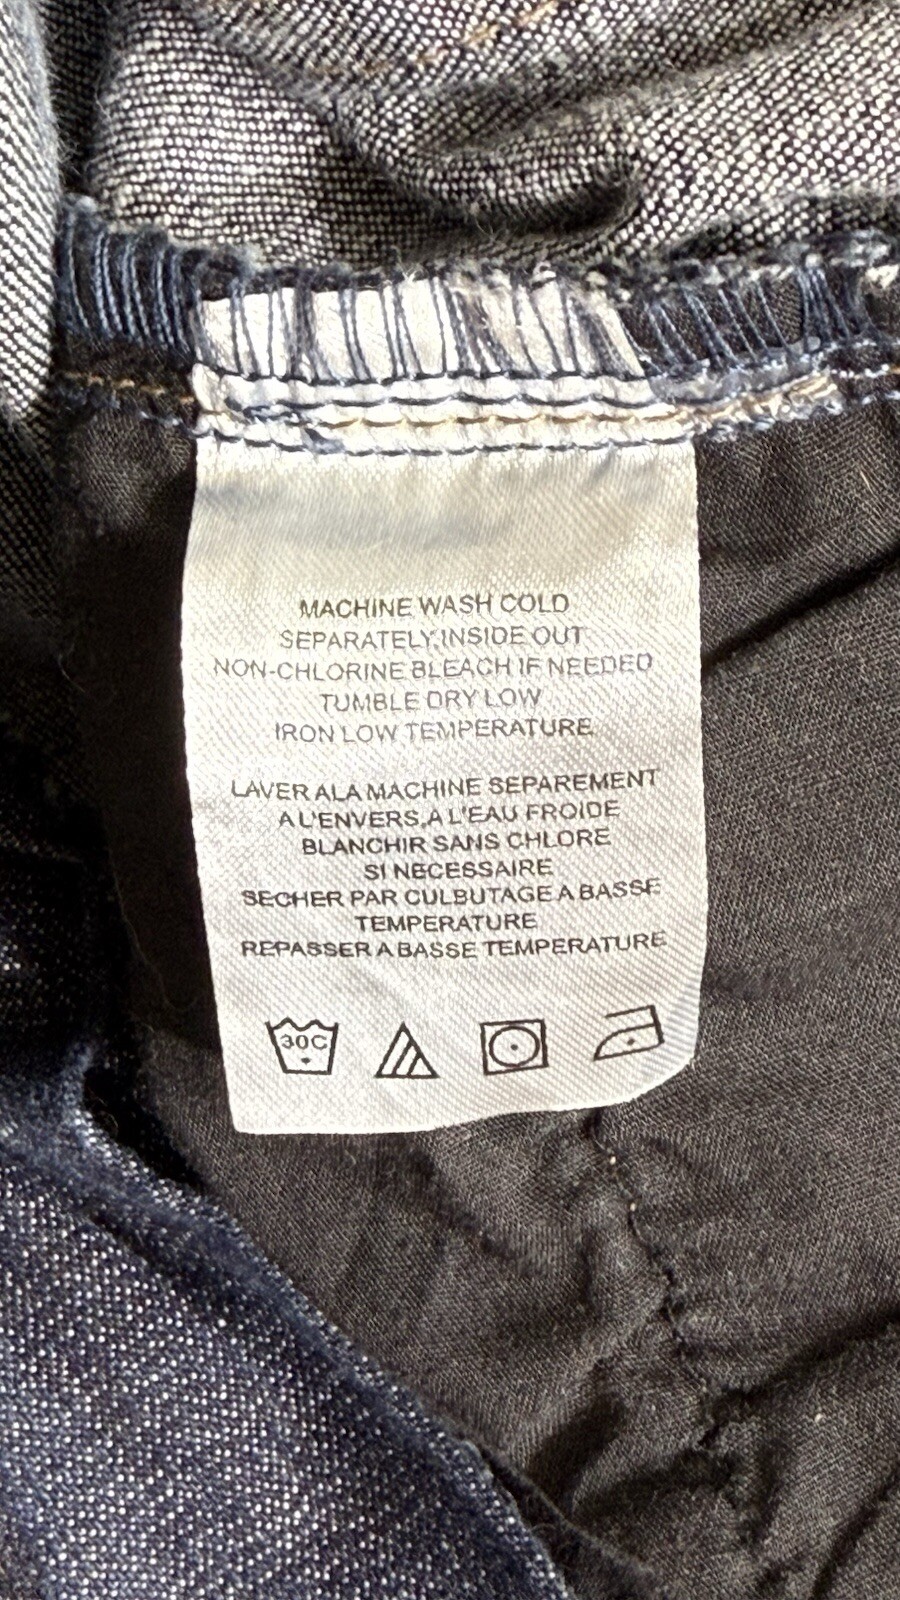 MACHINE WASH COLD
SEPARATELY,INSIDE OUT
NON-CHLORINE BLEACH IF NEEDED
TUMBLE DRY LOW
IRON LOW TEMPERATURE
LAVER ALA MACHINE SEPAREMENT
A L'ENVERS,A L'EAU FROIDE
BLANCHIR SANS CHLORE
SI NECESSAIRE
SECHER PAR CULBUTAGE A BASSE
TEMPERATURE
REPASSER A BASSE TEMPERATURE
30C